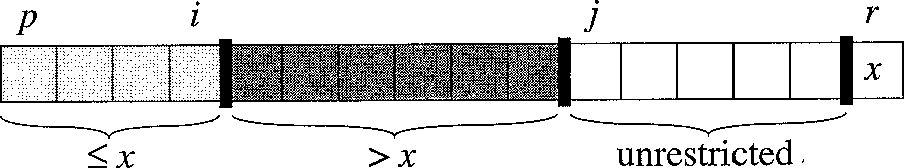 p i j r
x
≤ x > x unrestricted